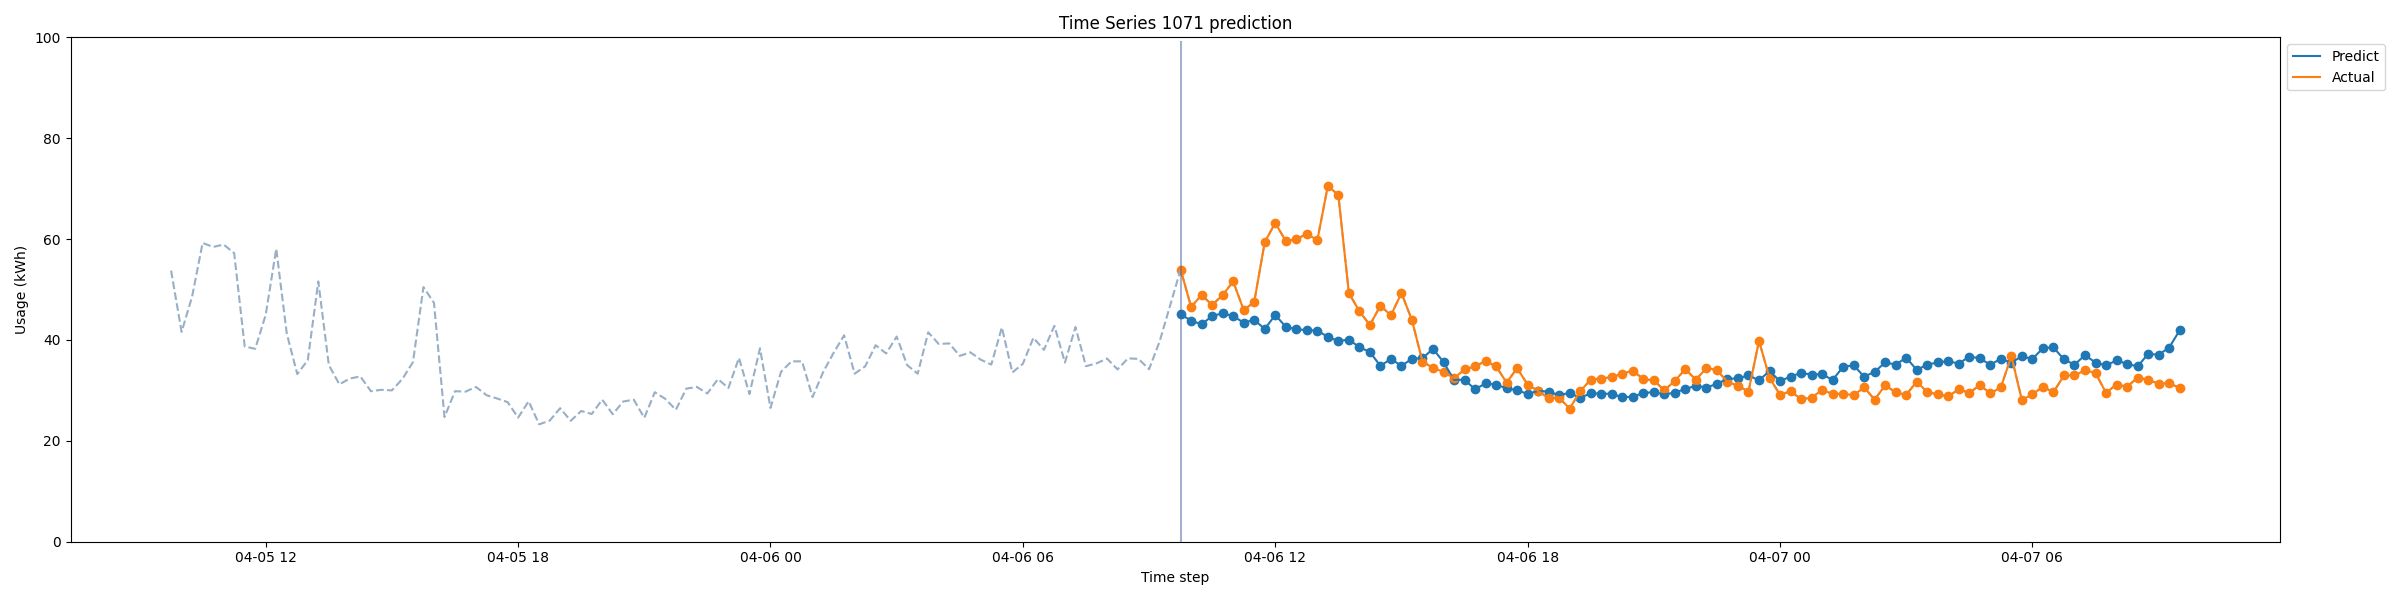 Time Series 1071 prediction
100
80
60
40
20
0
Usage (kWh)
04-05 12
04-05 18
04-06 00
04-06 06
04-06 12
04-06 18
04-07 00
04-07 06
Time step
Predict
Actual